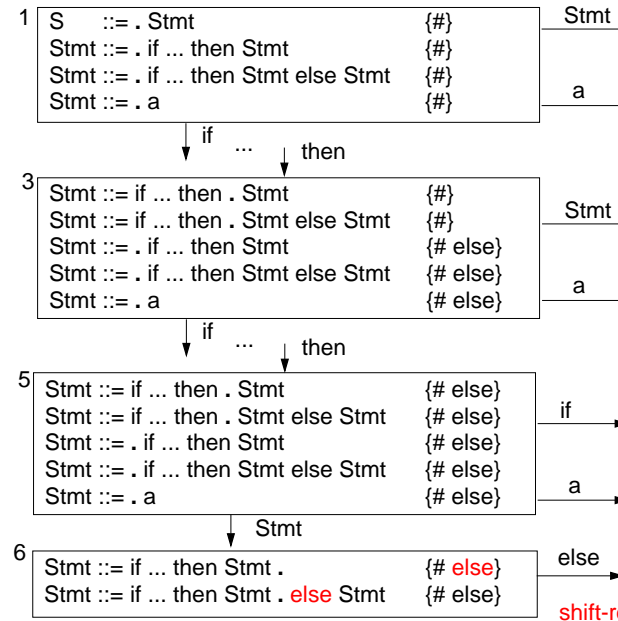 1
S ::= . Stmt {#} Stmt
Stmt ::= . if ... then Stmt {#}
Stmt ::= . if ... then Stmt else Stmt {#}
Stmt ::= . a {#} a
if ... then
3
Stmt ::= if ... then . Stmt {#}
Stmt ::= if ... then . Stmt else Stmt {#} Stmt
Stmt ::= . if ... then Stmt {# else}
Stmt ::= . if ... then Stmt else Stmt {# else}
Stmt ::= . a {# else} a
if ... then
5
Stmt ::= if ... then . Stmt {# else}
Stmt ::= if ... then . Stmt else Stmt {# else} if
Stmt ::= . if ... then Stmt {# else}
Stmt ::= . if ... then Stmt else Stmt {# else}
Stmt ::= . a {# else} a
Stmt
6
Stmt ::= if ... then Stmt . {# else} else
Stmt ::= if ... then Stmt . else Stmt {# else}
shift-re